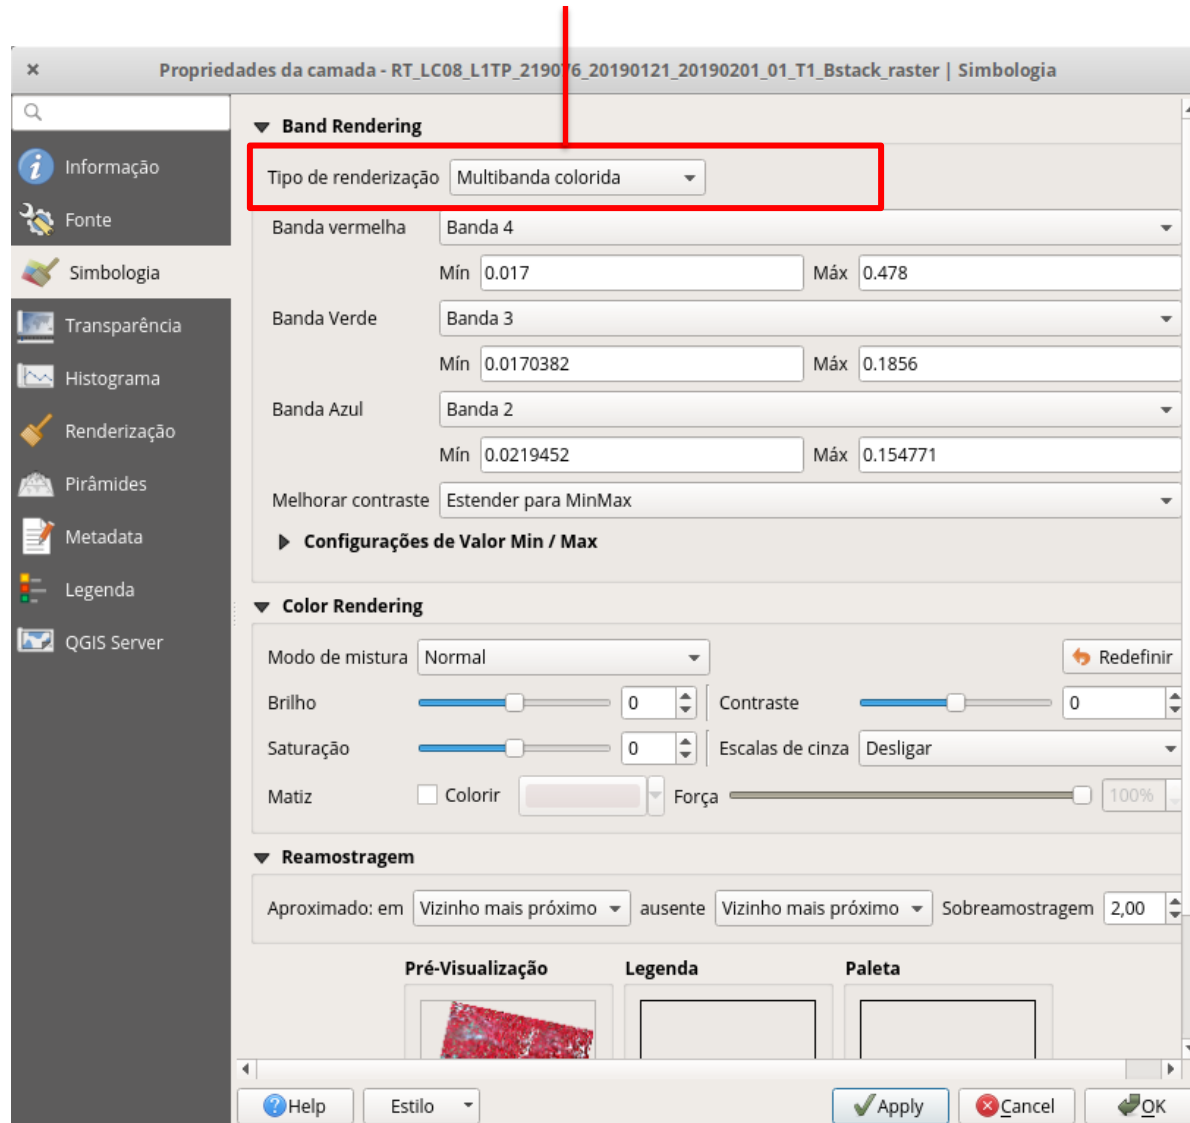 Propriedades da camada - RT_LC08_L1TP_219076_20190121_20190201_01_T1_Bstack_raster | Simbologia
Informação
Fonte
Simbologia
Transparência
Histograma
Renderização
Pirâmides
Metadata
Legenda
QGIS Server
Band Rendering
Tipo de renderização Multibanda colorida
Banda vermelha Banda 4
Mín 0.017 Máx 0.478
Banda Verde Banda 3
Mín 0.0170382 Máx 0.1856
Banda Azul Banda 2
Mín 0.0219452 Máx 0.154771
Melhorar contraste Estender para MinMax
Configurações de Valor Min / Max
Color Rendering
Modo de mistura Normal Redefinir
Brilho 0 Contraste 0
Saturação 0 Escalas de cinza Desligar
Matiz Colorir Força 100%
Reamostragem
Aproximado: em Vizinho mais próximo ausente Vizinho mais próximo Sobreamostragem 2,00
Pré-Visualização Legenda Paleta
Help Estilo Apply Cancel OK